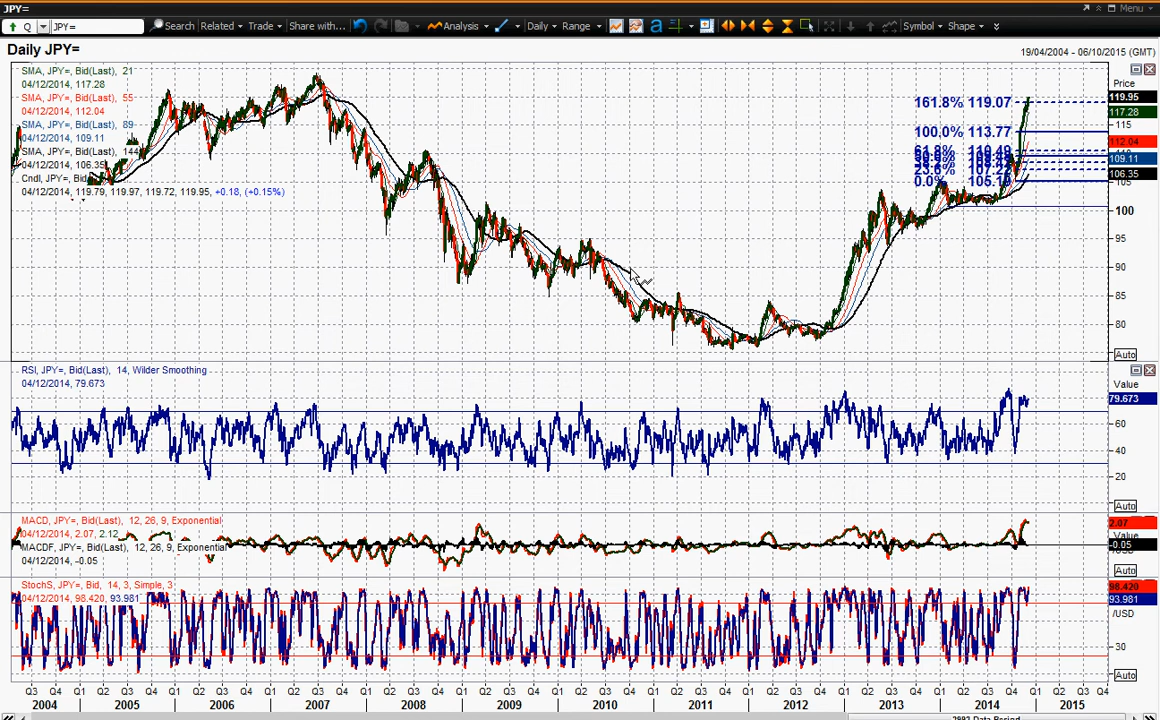 JPY=
Menu
Q JPY= Search Related Trade Share with... Analysis Daily Range a Symbol Shape
Daily JPY=
19/04/2004 - 06/10/2015 (GMT)
SMA, JPY=, Bid(Last), 21
04/12/2014, 117.28
SMA, JPY=, Bid(Last), 55
04/12/2014, 112.04
SMA, JPY=, Bid(Last), 89
04/12/2014, 109.11
SMA, JPY=, Bid(Last), 144
04/12/2014, 106.35
Cndl, JPY=, Bid
04/12/2014, 119.79, 119.97, 119.72, 119.95, +0.18, (+0.15%)
161.8% 119.07
100.0% 113.77
61.8% 110.49
23.6%
0.0%
Price
119.95
117.28
115
112.04
109.11
106.35
105
100
95
90
85
80
Auto
RSI, JPY=, Bid(Last), 14, Wilder Smoothing
04/12/2014, 79.673
Value
79.673
60
40
20
Auto
MACD, JPY=, Bid(Last), 12, 26, 9, Exponential
04/12/2014, 2.07, 2.12
MACDF, JPY=, Bid(Last), 12, 26, 9, Exponential
04/12/2014, -0.05
2.07
Value
-0.05
Auto
StochS, JPY=, Bid, 14, 3, Simple, 3
04/12/2014, 98.420, 93.981
98.420
93.981
/USD
30
Auto
Q3 Q4 Q1 Q2 Q3 Q4 Q1 Q2 Q3 Q4 Q1 Q2 Q3 Q4 Q1 Q2 Q3 Q4 Q1 Q2 Q3 Q4 Q1 Q2 Q3 Q4 Q1 Q2 Q3 Q4 Q1 Q2 Q3 Q4 Q1 Q2 Q3 Q4 Q1 Q2 Q3 Q4 Q1 Q2 Q3 Q4
2004 2005 2006 2007 2008 2009 2010 2011 2012 2013 2014 2015